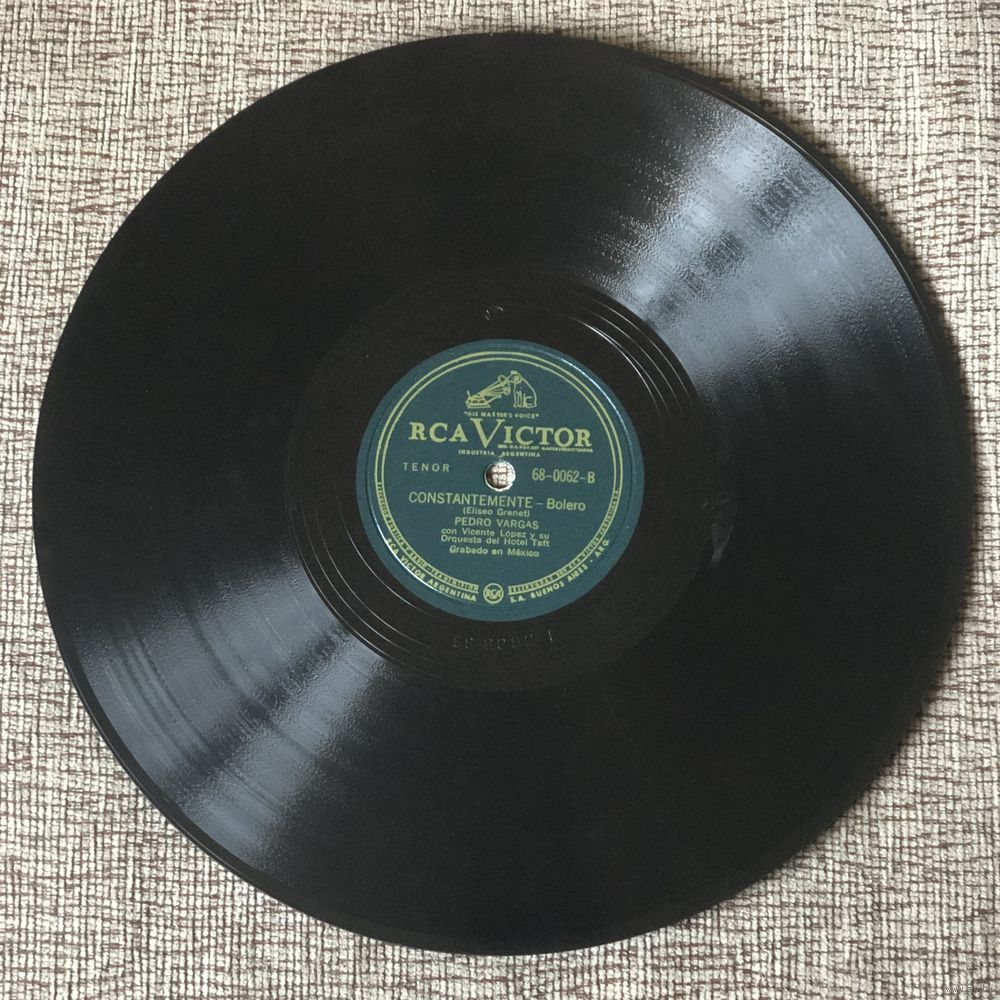 "HIS MASTER'S VOICE"
RCA VICTOR
INDUSTRIA ARGENTINA
TENOR
68-0062-B
CONSTANTEMENTE - Bolero
(Eliseo Grenet)
PEDRO VARGAS
con Vicente López y su
Orquesta del Hotel Taft
Grabado en México
RCA VICTOR ARGENTINA
RCA
S.A. BUENOS AIRES - ARG.